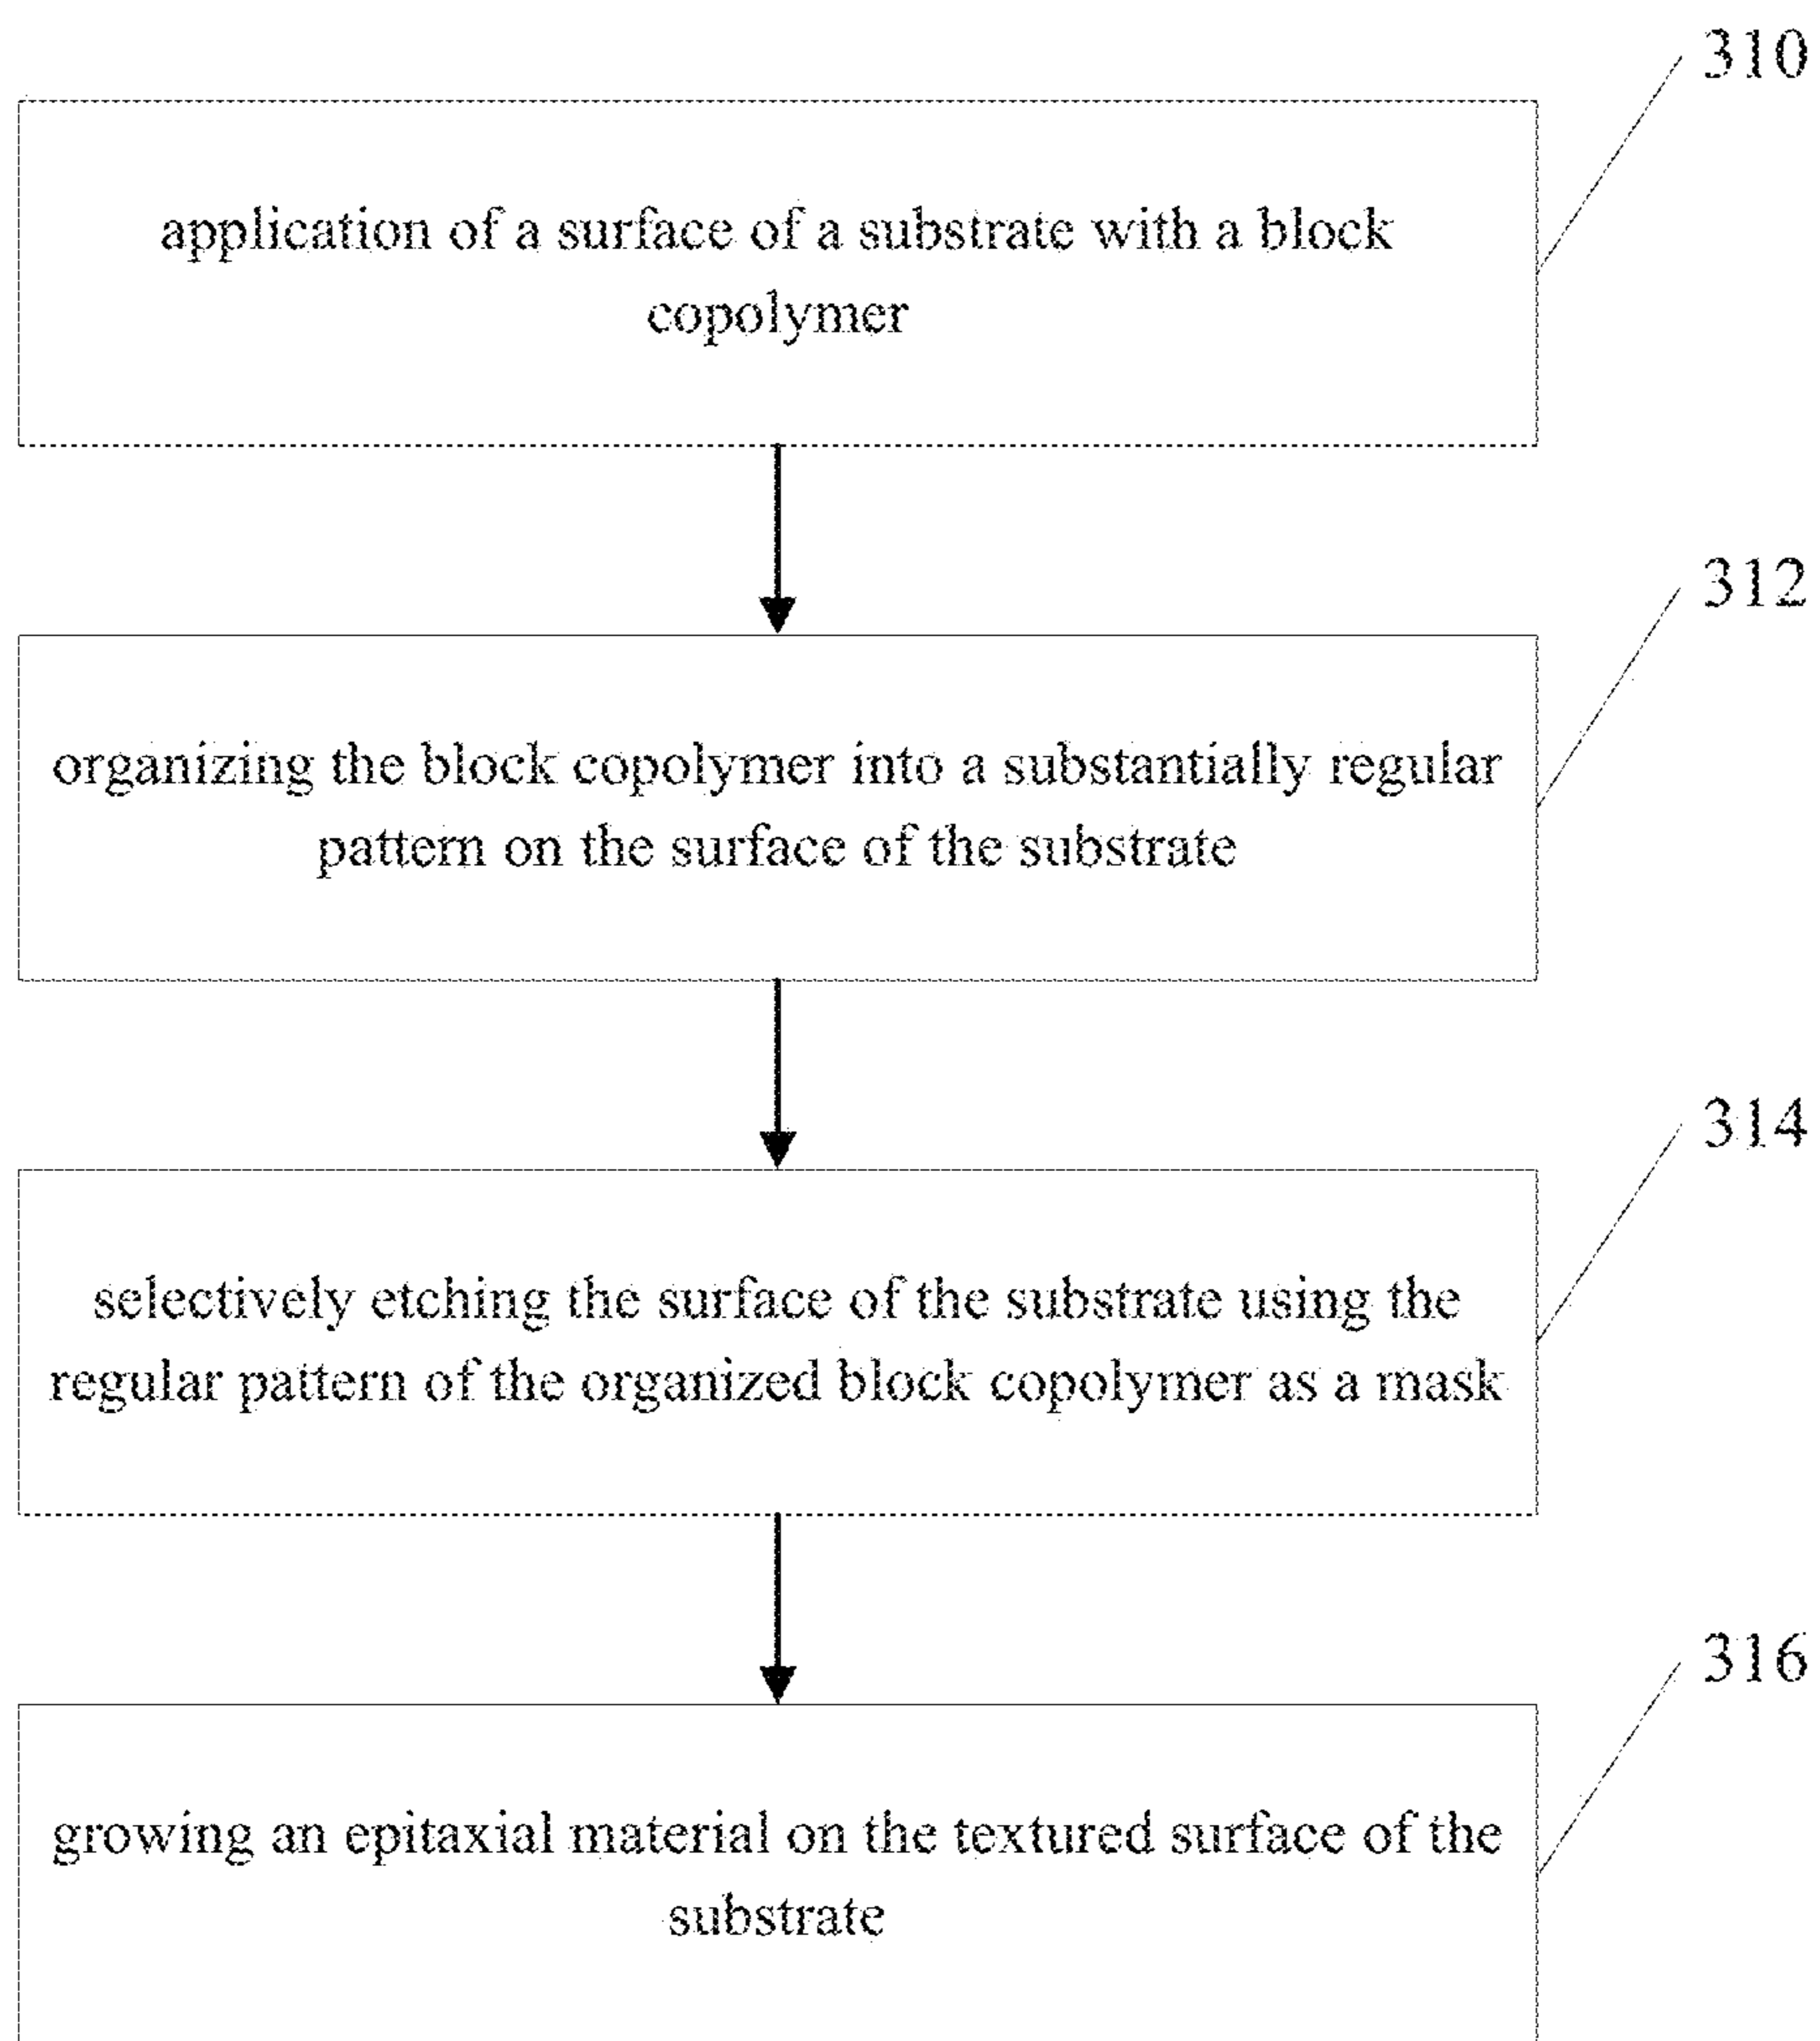 310
application of a surface of a substrate with a block
copolymer
312
organizing the block copolymer into a substantially regular
pattern on the surface of the substrate
314
selectively etching the surface of the substrate using the
regular pattern of the organized block copolymer as a mask
316
growing an epitaxial material on the textured surface of the
substrate